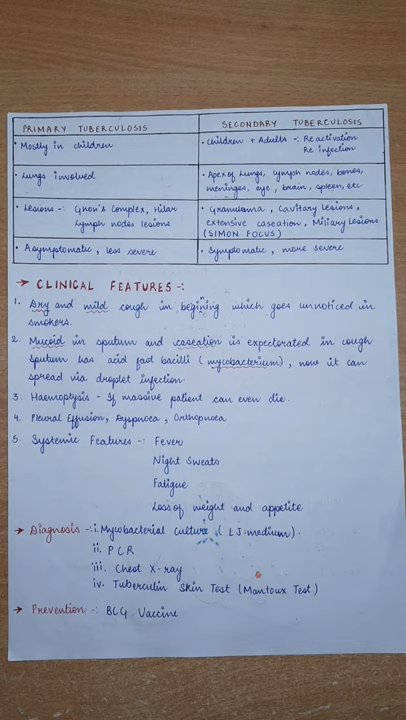 PRIMARY TUBERCULOSIS
SECONDARY TUBERCULOSIS
• Mostly in children
• Children + Adults -: Reactivation
Re infection
• Lungs involved
• Apex of Lungs, lymph nodes, bones,
meninges, eye, brain, spleen, etc
• Lesions -: Ghon's Complex, Hilar
Lymph nodes lesions
• Granuloma, Cavitary Lesions,
extensive caseation, Miliary Lesions
(SIMON FOCUS)
• Asymptomatic, less severe
• Symptomatic, more severe
→ CLINICAL FEATURES -:
1. Dry and mild cough in begining which goes unnoticed in
smokers.
2. Mucoid in sputum and caseation is expectorated in cough
sputum has acid fast bacilli (mycobacterium), now it can
spread via droplet infection.
3. Haemoptysis - If massive patient can even die.
4. Pleural Effusion, Dyspnoea, Orthopnoea
5. Systemic Features -: Fever
Night Sweats
Fatigue
Loss of weight and appetite
→ Diagnosis -: i. Mycobacterial culture (LJ medium).
ii. PCR
iii. Chest X-ray
iv. Tuberculin Skin Test (Mantoux Test)
→ Prevention -: BCG Vaccine